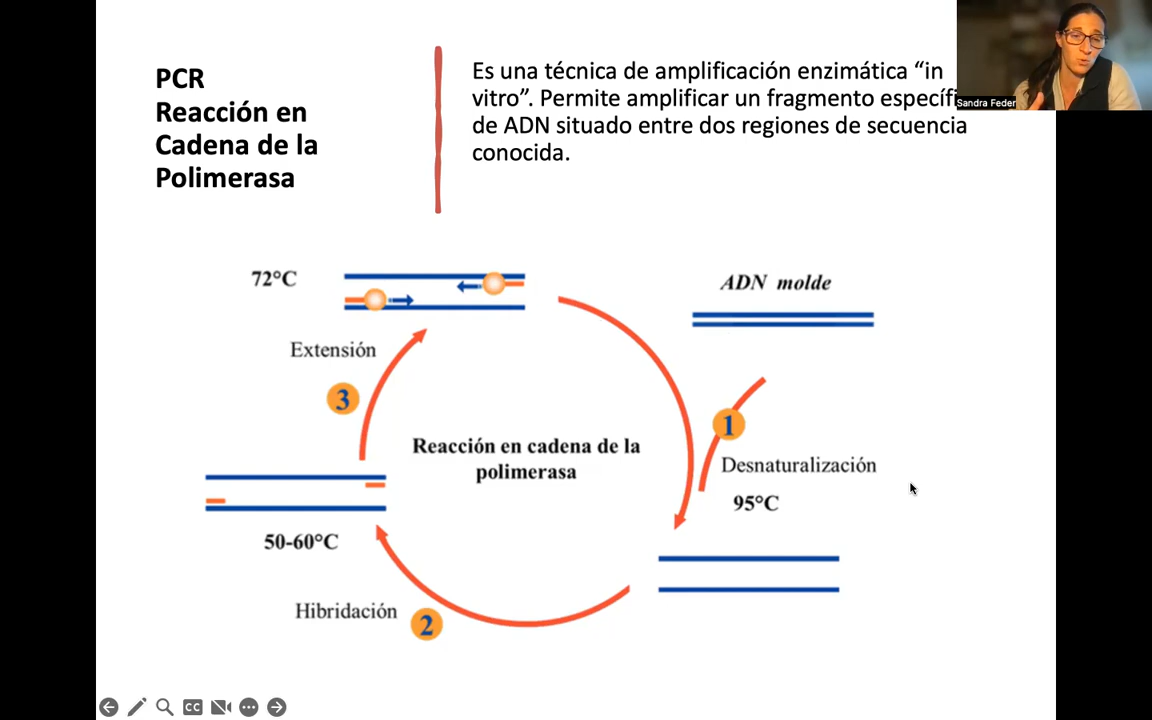 PCR
Reacción en
Cadena de la
Polimerasa
Es una técnica de amplificación enzimática “in
vitro”. Permite amplificar un fragmento específi
de ADN situado entre dos regiones de secuencia
conocida.
Sandra Feder
72°C
ADN molde
Extensión
3
1
Reacción en cadena de la
polimerasa
Desnaturalización
95°C
50-60°C
Hibridación
2
CC